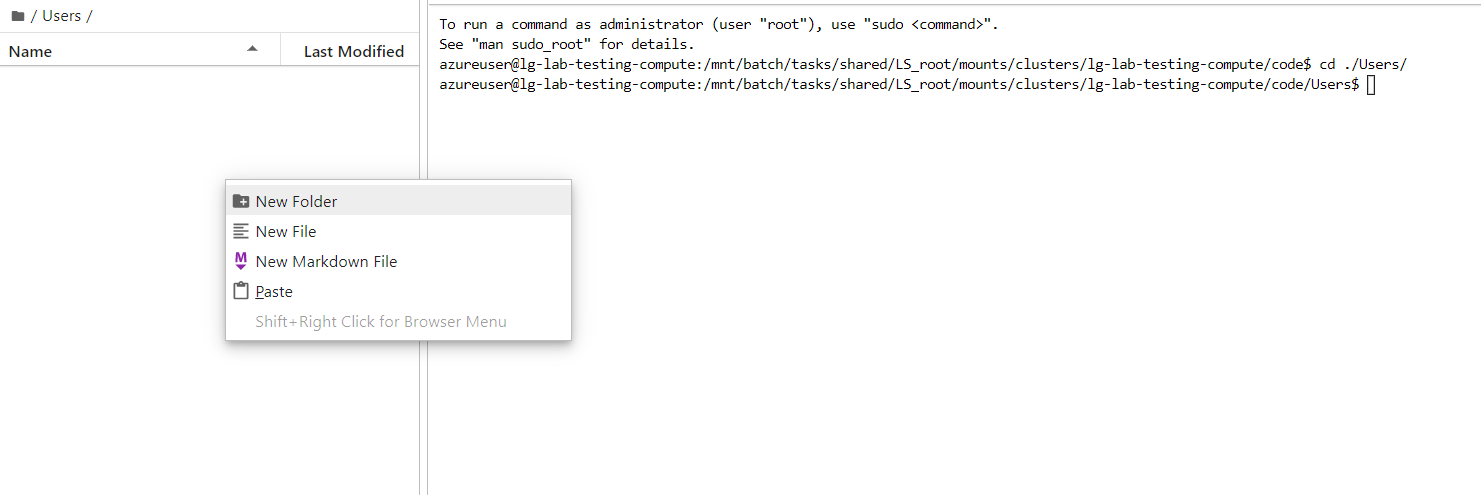 / Users /
Name
Last Modified
New Folder
New File
M New Markdown File
Paste
Shift+Right Click for Browser Menu
To run a command as administrator (user "root"), use "sudo <command>".
See "man sudo_root" for details.
azureuser@lg-lab-testing-compute:/mnt/batch/tasks/shared/LS_root/mounts/clusters/lg-lab-testing-compute/code$ cd ./Users/
azureuser@lg-lab-testing-compute:/mnt/batch/tasks/shared/LS_root/mounts/clusters/lg-lab-testing-compute/code/Users$